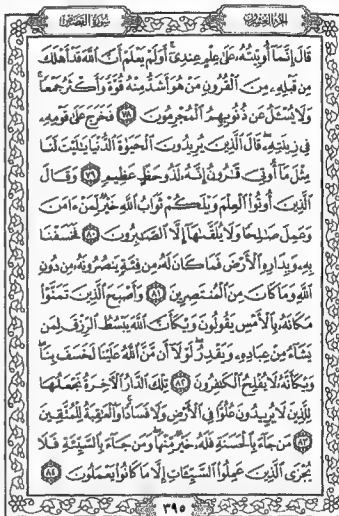 الجزء العشرون
سورة القصص
قَالَ إِنَّمَا أُوتِيتُهُۥ عَلَىٰ عِلْمٍ عِندِىٓ ۚ أَوَلَمْ يَعْلَمْ أَنَّ ٱللَّهَ قَدْ أَهْلَكَ
مِن قَبْلِهِۦ مِنَ ٱلْقُرُونِ مَنْ هُوَ أَشَدُّ مِنْهُ قُوَّةً وَأَكْثَرُ جَمْعًا ۚ
وَلَا يُسْـَٔلُ عَن ذُنُوبِهِمُ ٱلْمُجْرِمُونَ ٧٨ فَخَرَجَ عَلَىٰ قَوْمِهِۦ
فِى زِينَتِهِۦ ۖ قَالَ ٱلَّذِينَ يُرِيدُونَ ٱلْحَيَوٰةَ ٱلدُّنْيَا يَـٰلَيْتَ لَنَا
مِثْلَ مَآ أُوتِىَ قَـٰرُونُ إِنَّهُۥ لَذُو حَظٍّ عَظِيمٍ ٧٩ وَقَالَ
ٱلَّذِينَ أُوتُوا۟ ٱلْعِلْمَ وَيْلَكُمْ ثَوَابُ ٱللَّهِ خَيْرٌ لِّمَنْ ءَامَنَ
وَعَمِلَ صَـٰلِحًا وَلَا يُلَقَّىٰهَآ إِلَّا ٱلصَّـٰبِرُونَ ٨٠ فَخَسَفْنَا
بِهِۦ وَبِدَارِهِ ٱلْأَرْضَ فَمَا كَانَ لَهُۥ مِن فِئَةٍ يَنصُرُونَهُۥ مِن دُونِ
ٱللَّهِ وَمَا كَانَ مِنَ ٱلْمُنتَصِرِينَ ٨١ وَأَصْبَحَ ٱلَّذِينَ تَمَنَّوْا۟
مَكَانَهُۥ بِٱلْأَمْسِ يَقُولُونَ وَيْكَأَنَّ ٱللَّهَ يَبْسُطُ ٱلرِّزْقَ لِمَن
يَشَآءُ مِنْ عِبَادِهِۦ وَيَقْدِرُ ۖ لَوْلَآ أَن مَّنَّ ٱللَّهُ عَلَيْنَا لَخَسَفَ بِنَا ۖ
وَيْكَأَنَّهُۥ لَا يُفْلِحُ ٱلْكَـٰفِرُونَ ٨٢ تِلْكَ ٱلدَّارُ ٱلْـَٔاخِرَةُ نَجْعَلُهَا
لِلَّذِينَ لَا يُرِيدُونَ عُلُوًّا فِى ٱلْأَرْضِ وَلَا فَسَادًا ۚ وَٱلْعَـٰقِبَةُ لِلْمُتَّقِينَ
٨٣ مَن جَآءَ بِٱلْحَسَنَةِ فَلَهُۥ خَيْرٌ مِّنْهَا ۖ وَمَن جَآءَ بِٱلسَّيِّئَةِ فَلَا
يُجْزَى ٱلَّذِينَ عَمِلُوا۟ ٱلسَّيِّـَٔاتِ إِلَّا مَا كَانُوا۟ يَعْمَلُونَ ٨٤
٣٩٥